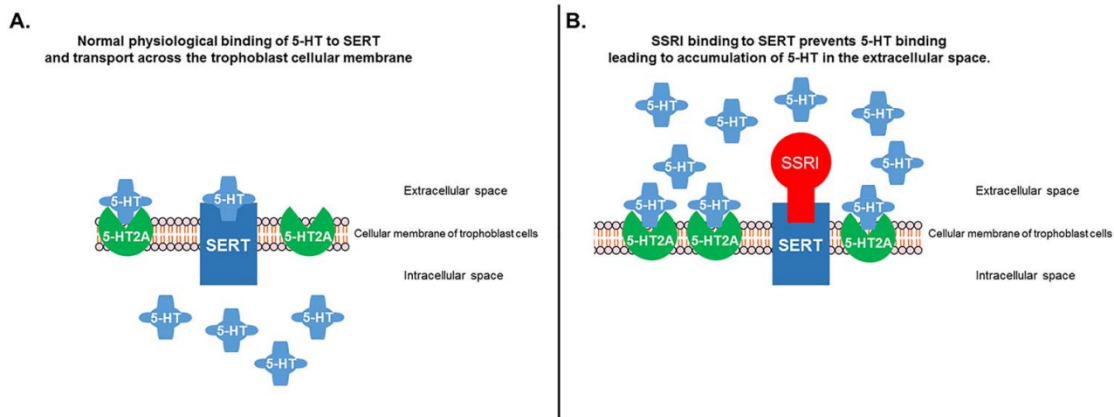 A.
Normal physiological binding of 5-HT to SERT
and transport across the trophoblast cellular membrane
5-HT
5-HT
Extracellular space
5-HT2A
SERT
5-HT2A
Cellular membrane of trophoblast cells
Intracellular space
5-HT
5-HT
5-HT
5-HT
B.
SSRI binding to SERT prevents 5-HT binding
leading to accumulation of 5-HT in the extracellular space.
5-HT
5-HT
5-HT
5-HT
5-HT
SSRI
5-HT
5-HT
5-HT
5-HT
Extracellular space
5-HT2A
5-HT2A
SERT
5-HT2A
Cellular membrane of trophoblast cells
Intracellular space